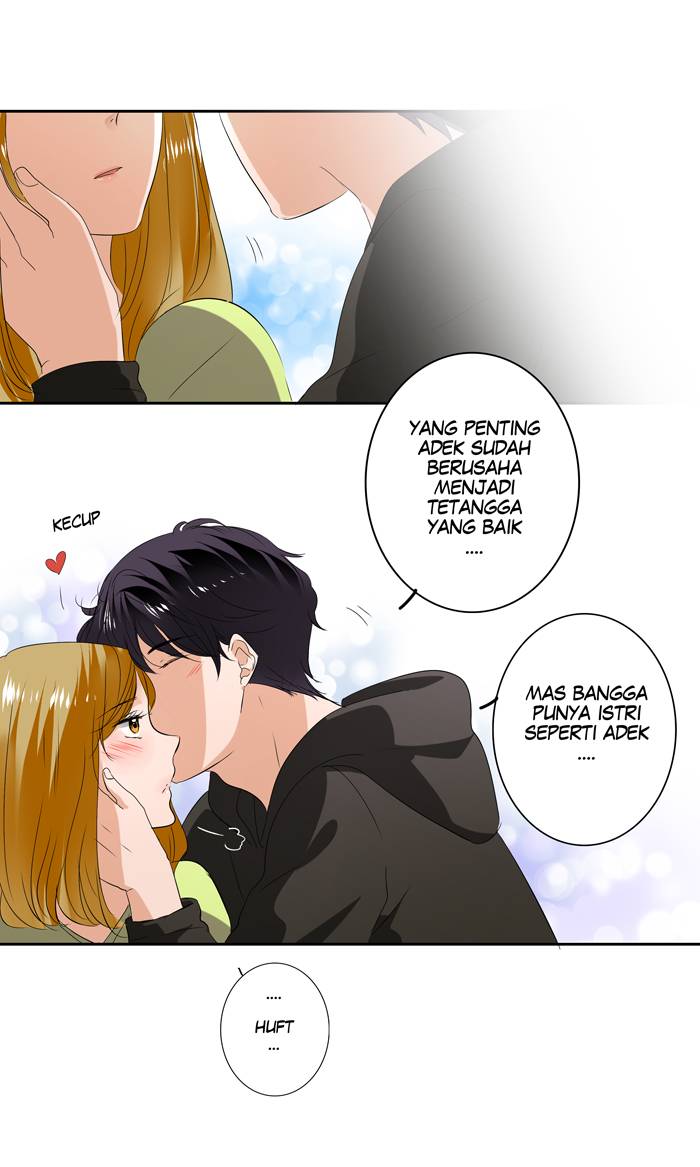 YANG PENTING
ADEK SUDAH
BERUSAHA
MENJADI
TETANGGA
YANG BAIK
....
KECUP
MAS BANGGA
PUNYA ISTRI
SEPERTI ADEK
....
....
HUFT
...